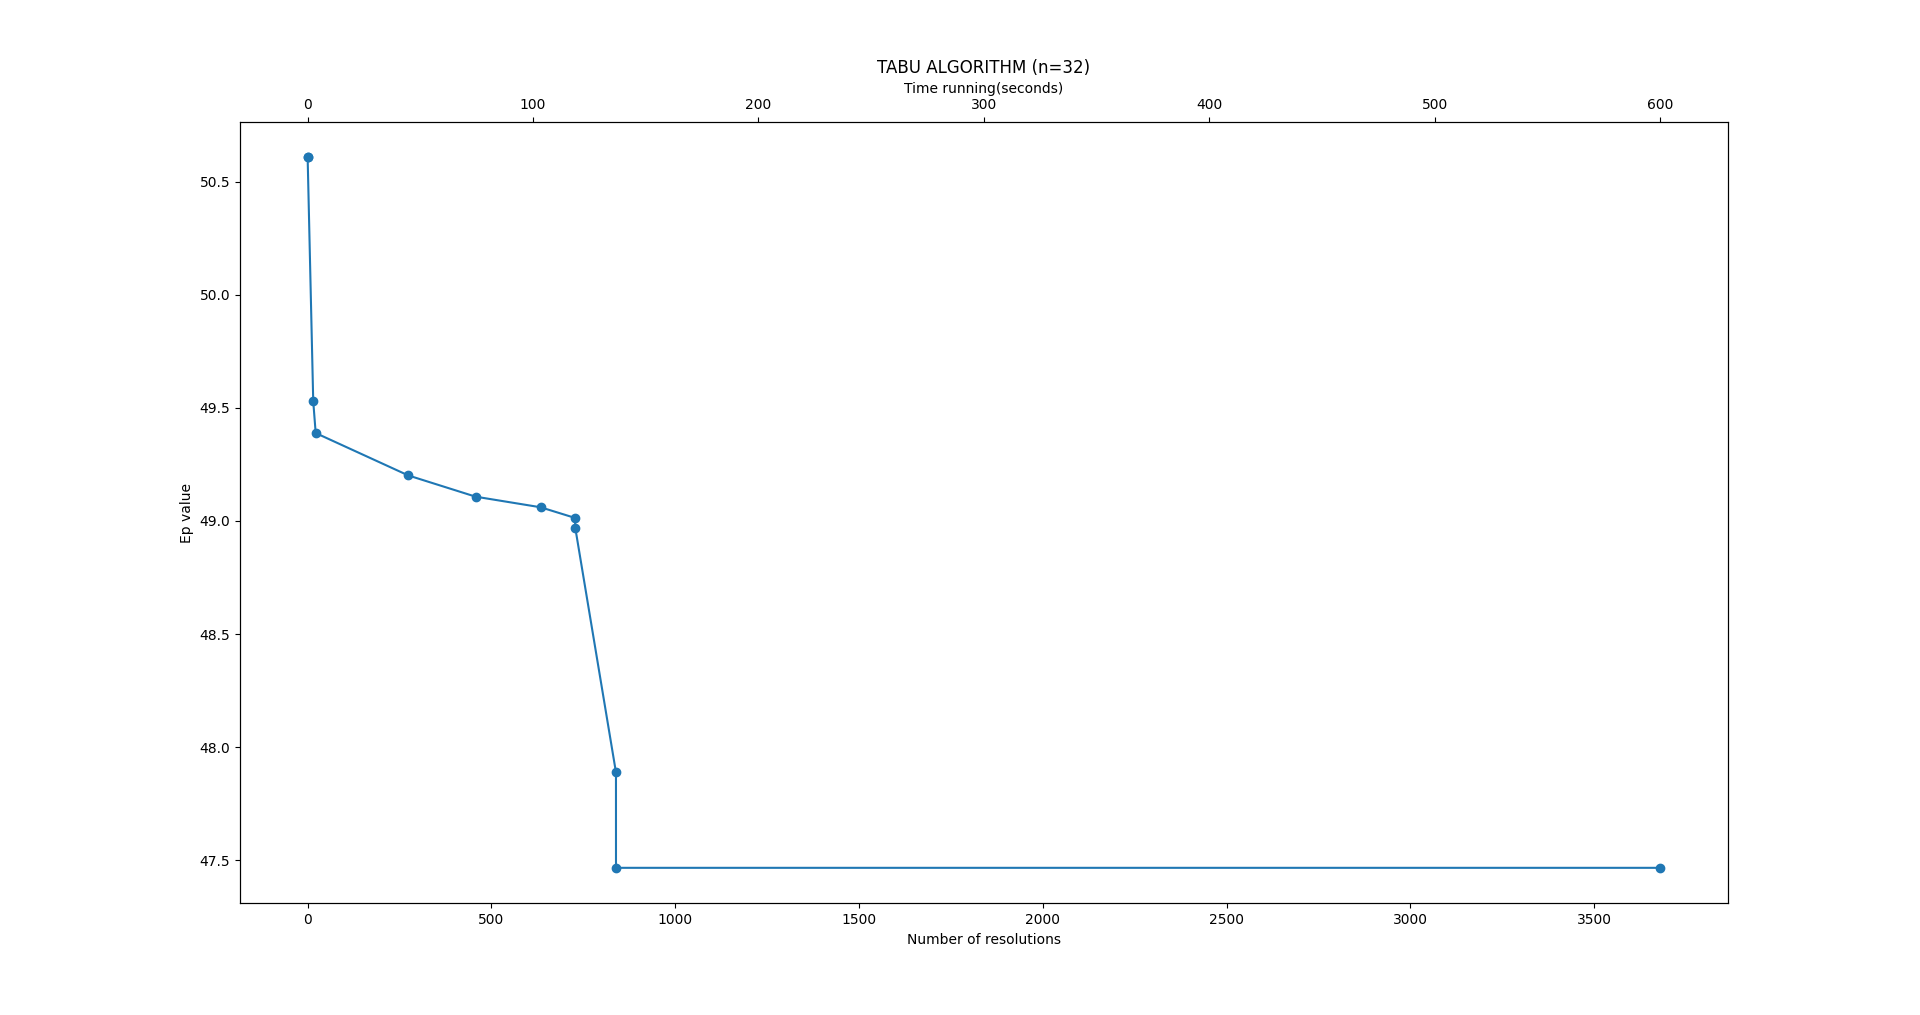 TABU ALGORITHM (n=32)
Time running(seconds)
0 100 200 300 400 500 600
50.5
50.0
49.5
49.0
48.5
48.0
47.5
Ep value
0 500 1000 1500 2000 2500 3000 3500
Number of resolutions